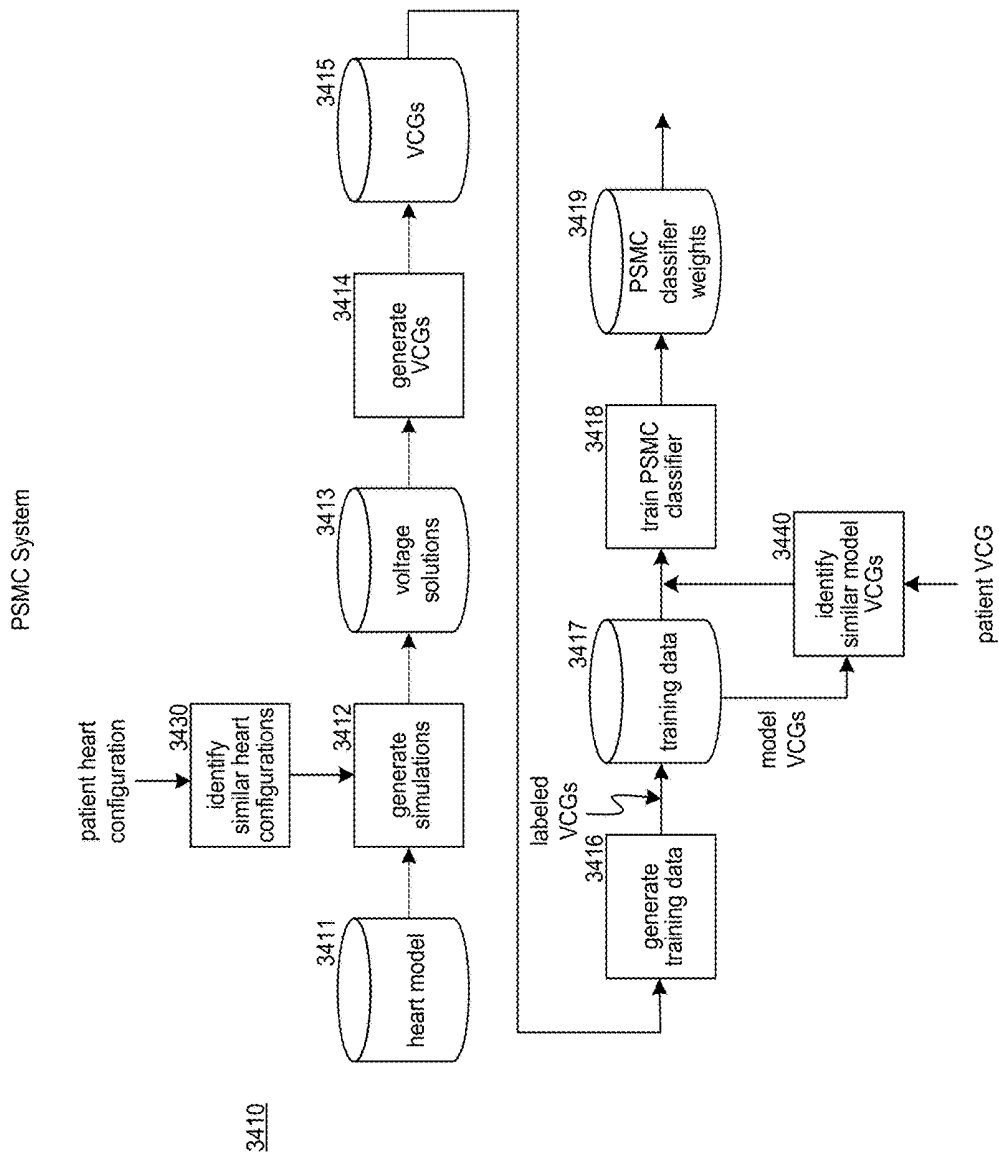 PSMC System
3410
patient heart
configuration
3430
identify
similar heart
configurations
3411
heart model
3412
generate
simulations
3413
voltage
solutions
3414
generate
VCGs
3415
VCGs
3416
generate
training data
labeled
VCGs
3417
training data
model
VCGs
3440
identify
similar model
VCGs
patient VCG
3418
train PSMC
classifier
3419
PSMC
classifier
weights